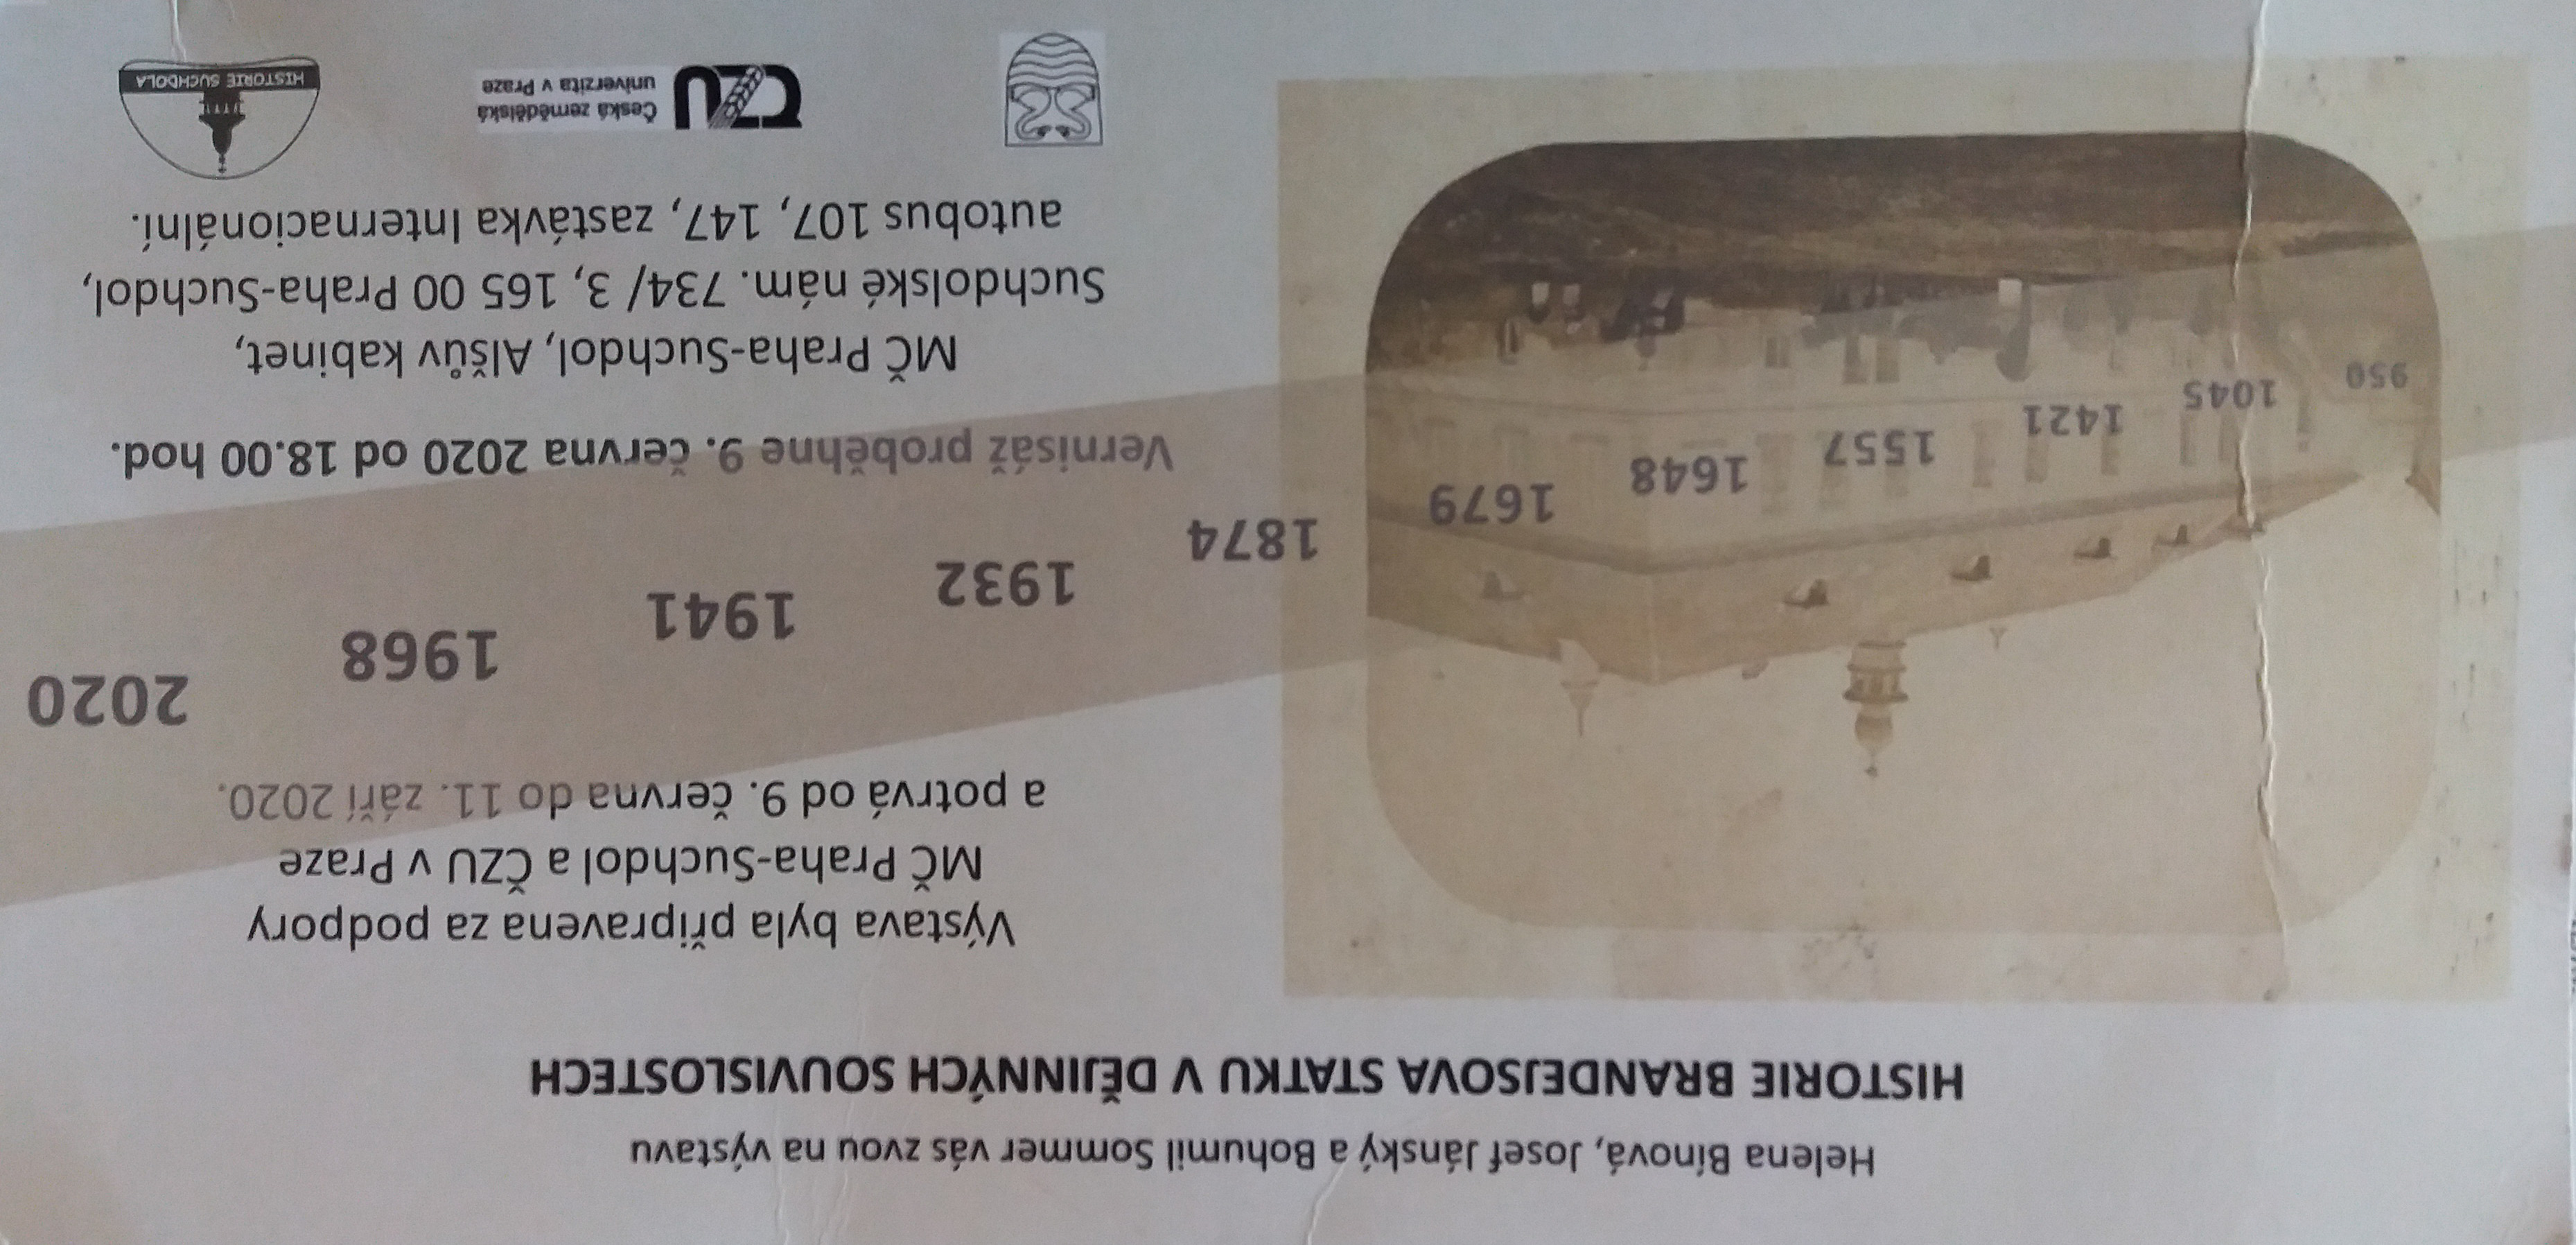 Helena Bínová, Josef Jánský a Bohumil Sommer vás zvou na výstavu
HISTORIE BRANDEJSOVA STATKU V DĚJINNÝCH SOUVISLOSTECH
Výstava byla připravena za podpory
MČ Praha-Suchdol a ČZU v Praze
a potrvá od 9. června do 11. září 2020.
950
1045
1421
1557
1648
1679
1874
1932
1941
1968
2020
Vernisáž proběhne 9. června 2020 od 18.00 hod.
MČ Praha-Suchdol, Alšův kabinet,
Suchdolské nám. 734/ 3, 165 00 Praha-Suchdol,
autobus 107, 147, zastávka Internacionální.
ČZU
Česká zemědělská
univerzita v Praze
HISTORIE SUCHDOLA